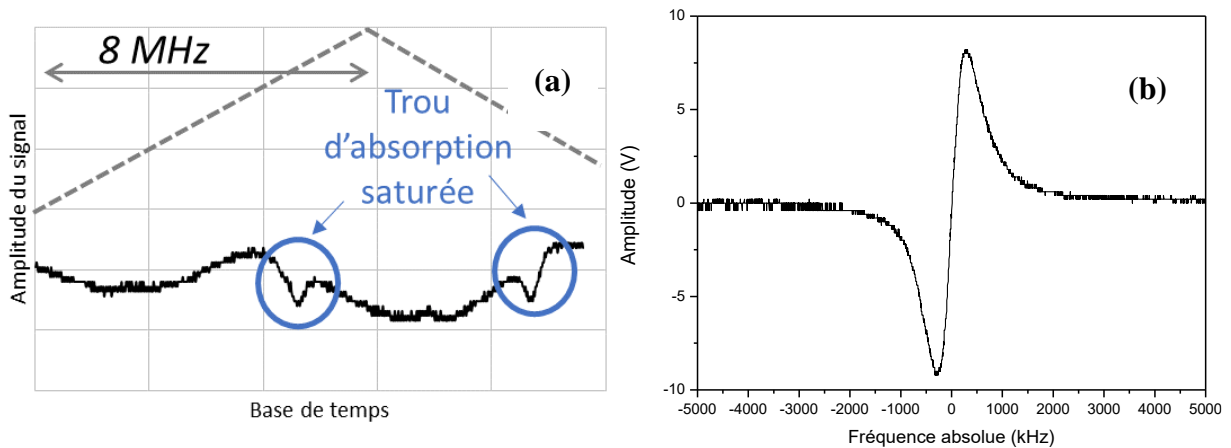 8 MHz
(a)
Trou
d'absorption
saturée
Amplitude du signal
Base de temps
(b)
10
5
0
-5
-10
Amplitude (V)
-5000 -4000 -3000 -2000 -1000 0 1000 2000 3000 4000 5000
Fréquence absolue (kHz)